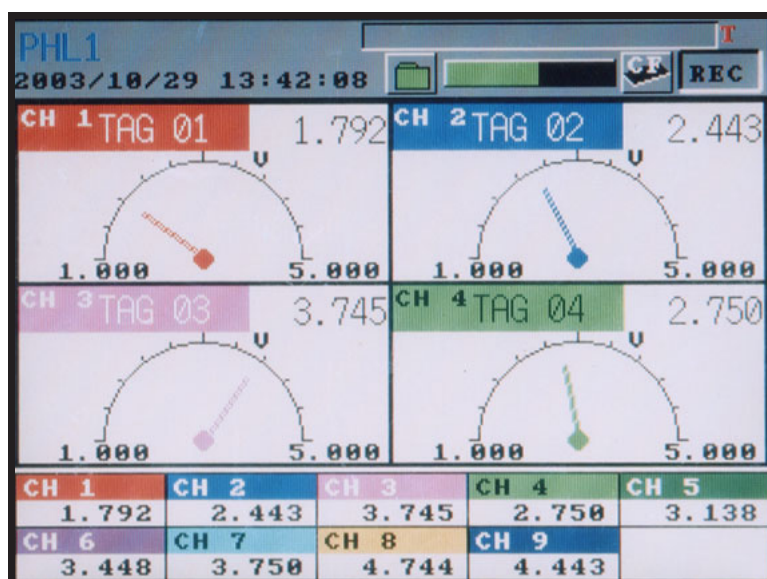 PHL1
T
2003/10/29 13:42:08
CF
REC
CH 1 TAG 01 1.792
V
1.000 5.000
CH 2 TAG 02 2.443
V
1.000 5.000
CH 3 TAG 03 3.745
V
1.000 5.000
CH 4 TAG 04 2.750
V
1.000 5.000
CH 1 CH 2 CH 3 CH 4 CH 5
1.792 2.443 3.745 2.750 3.138
CH 6 CH 7 CH 8 CH 9
3.448 3.750 4.744 4.443